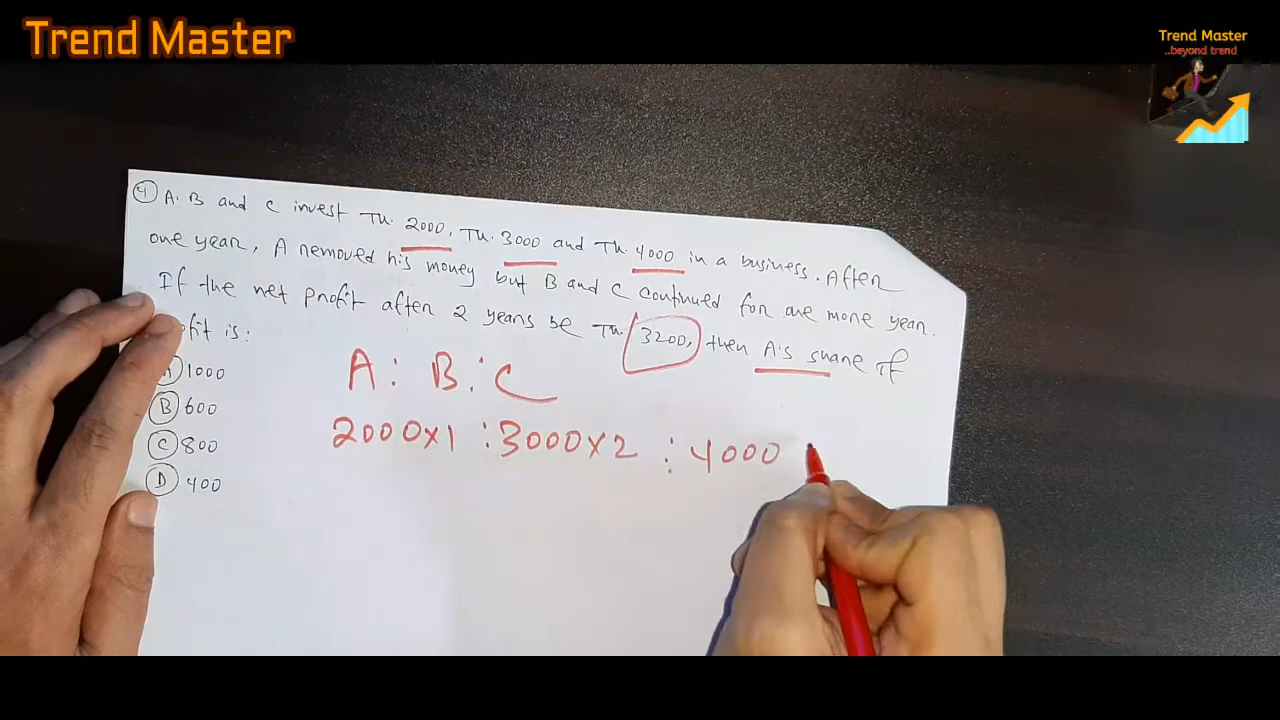 Trend Master
Trend Master
..beyond trend
4 A. B and C invest TK. 2000, TK. 3000 and TK. 4000 in a business. After
one year, A removed his money but B and C continued for one more year.
If the net profit after 2 years be TK. 3200, then A's share if
fit is:
A 1000
B 600
C 800
D 400
A : B : C
2000x1 : 3000x2 : 4000